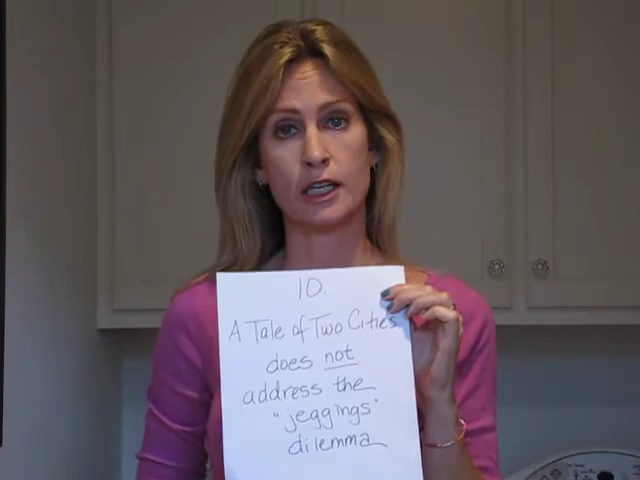 10.
A Tale of Two Cities
does not
address the
"jeggings"
dilemma